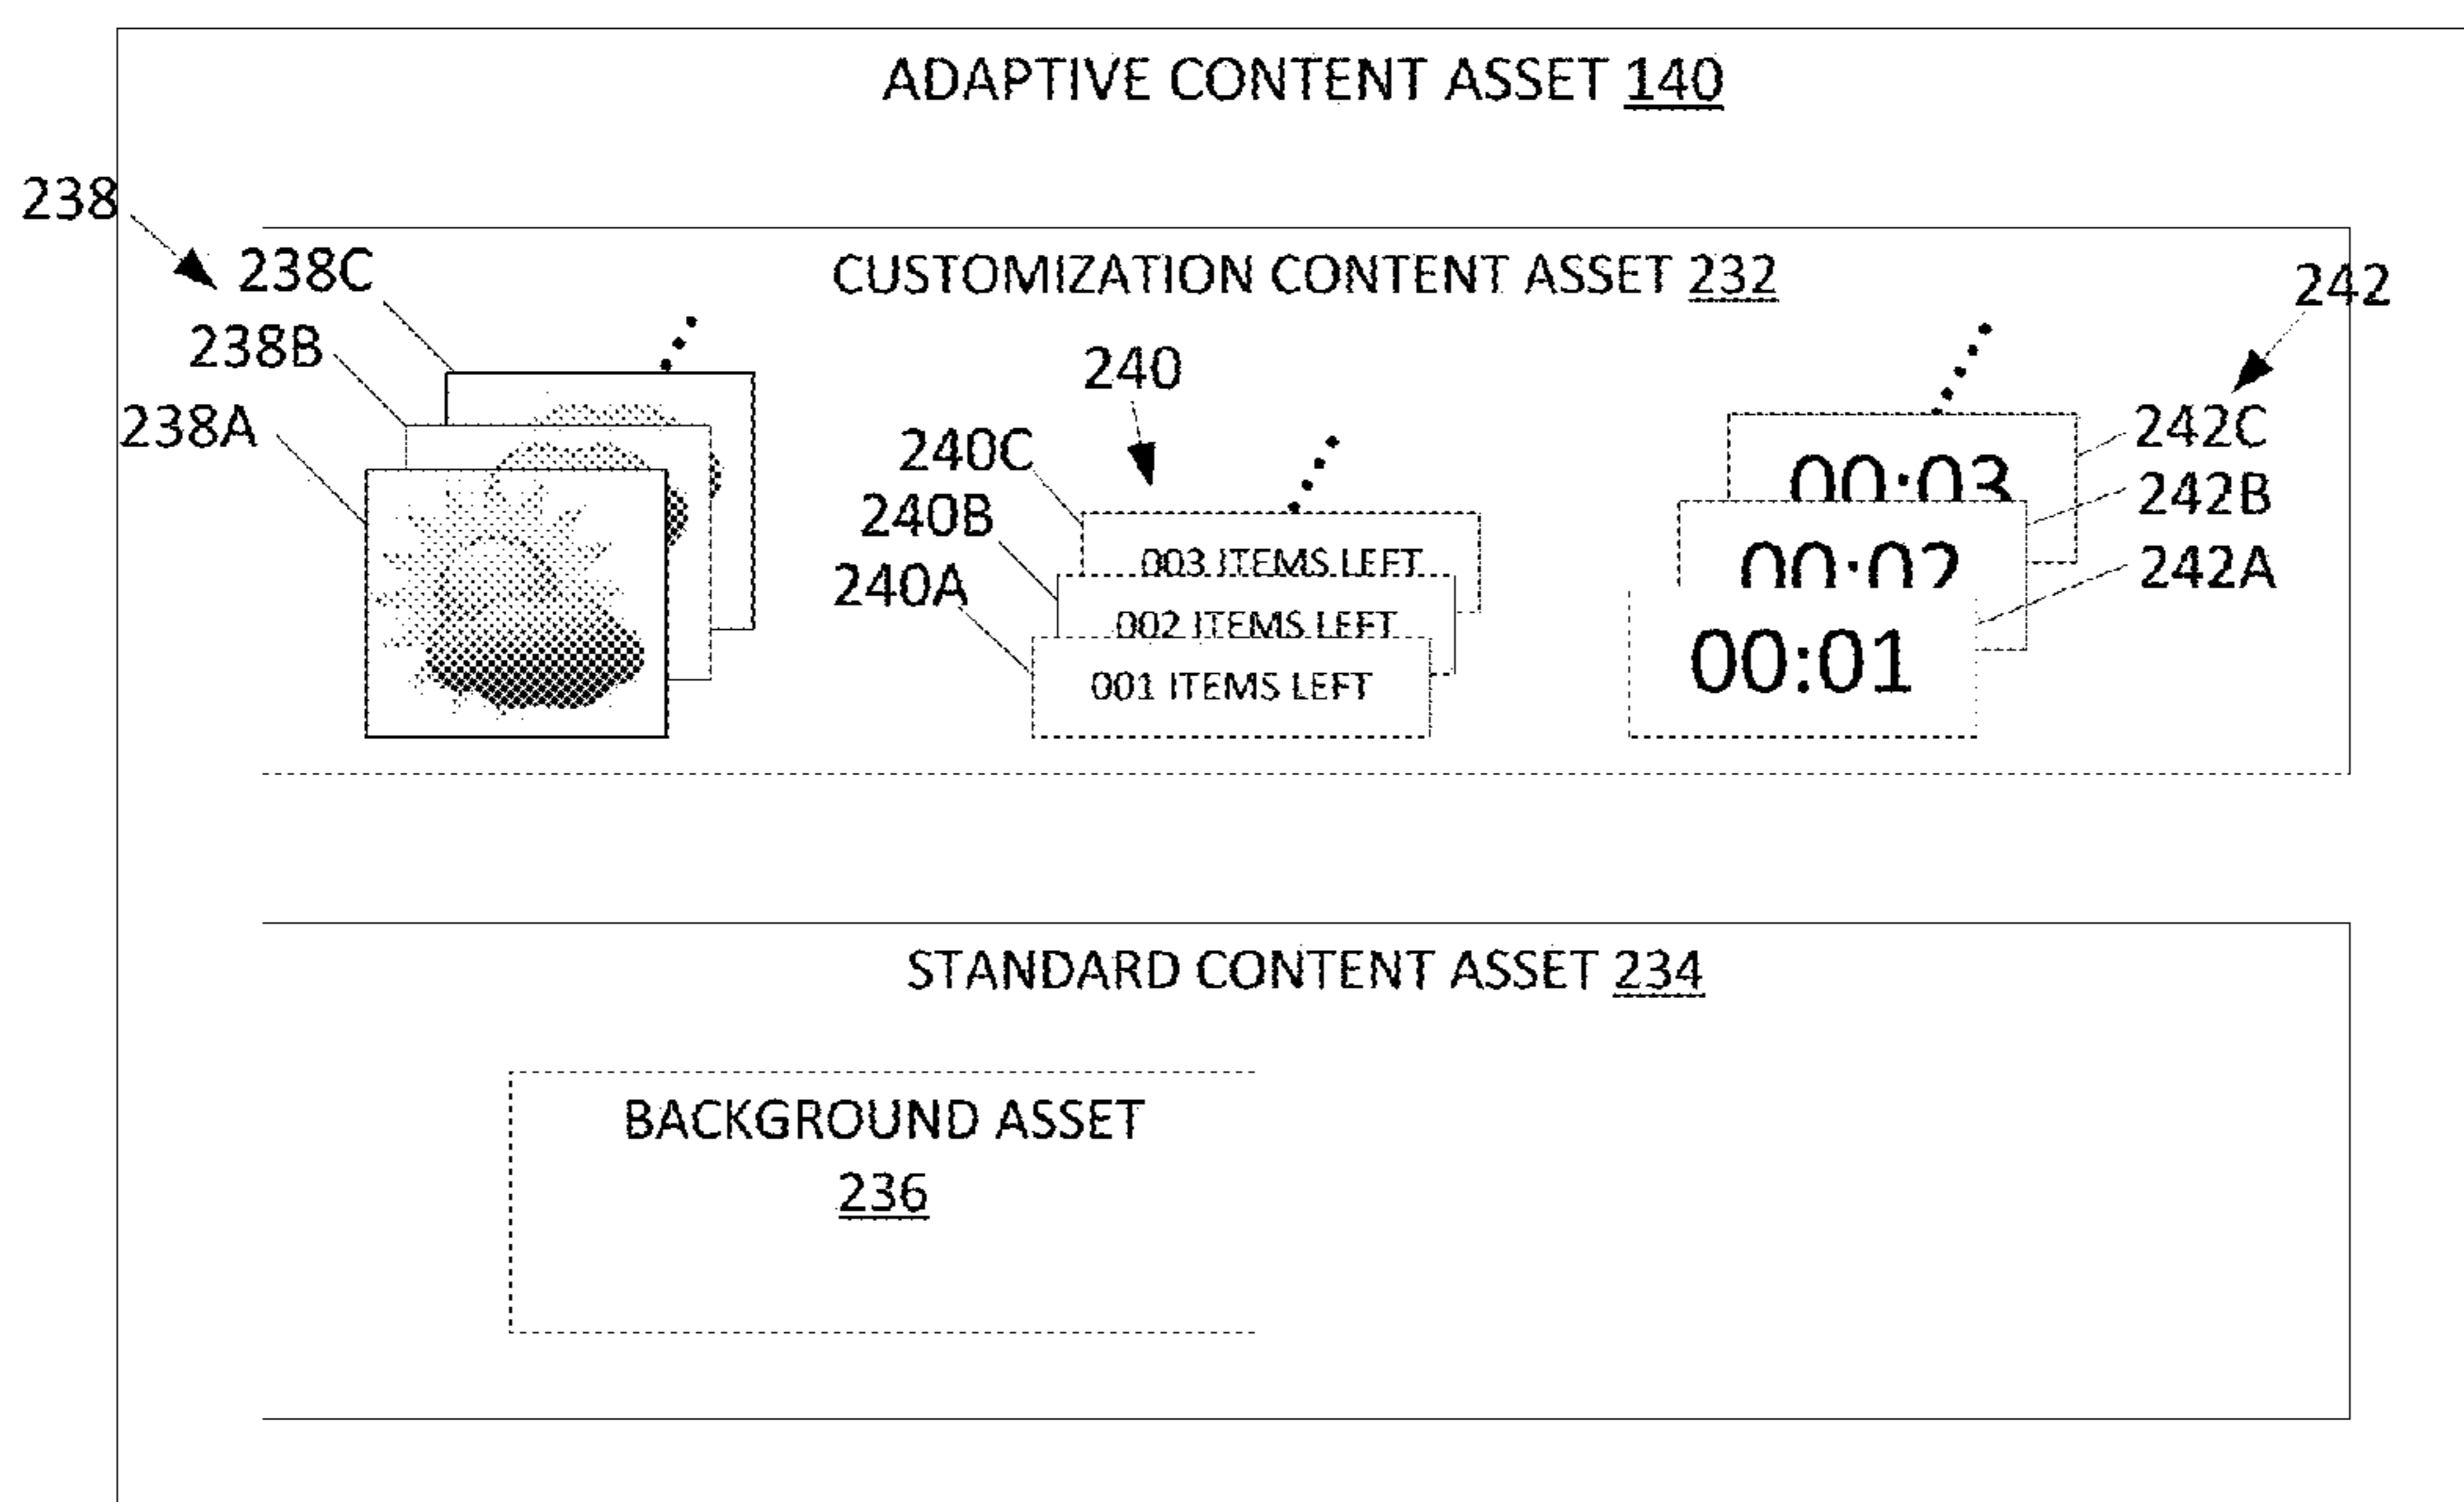 ADAPTIVE CONTENT ASSET 140
238
CUSTOMIZATION CONTENT ASSET 232
238C
238B
238A
240
240C
240B
240A
003 ITEMS LEFT
002 ITEMS LEFT
001 ITEMS LEFT
242
242C
242B
242A
00:03
00:02
00:01
STANDARD CONTENT ASSET 234
BACKGROUND ASSET
236